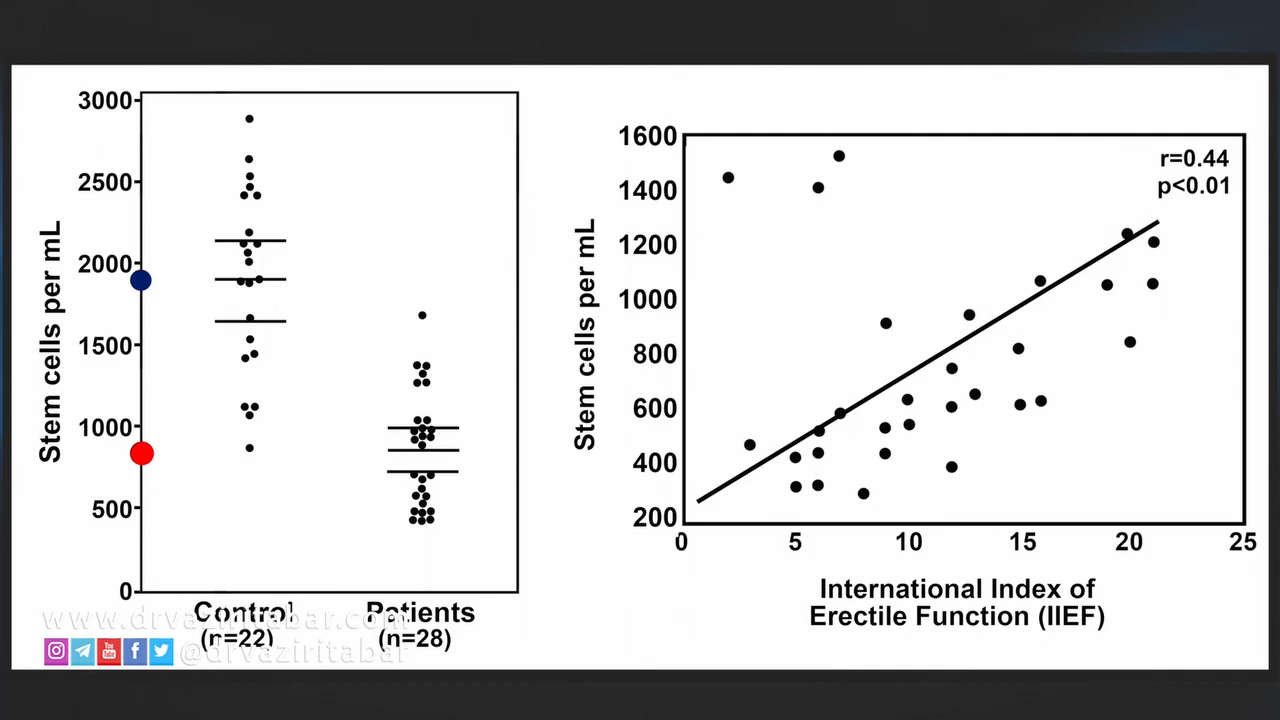 3000
2500
2000
1500
1000
500
0
Stem cells per mL
Control
(n=22)
Patients
(n=28)
www.drvaziritabar.com
@drvaziritabar
1600
1400
1200
1000
800
600
400
200
Stem cells per mL
r=0.44
p<0.01
0 5 10 15 20 25
International Index of
Erectile Function (IIEF)